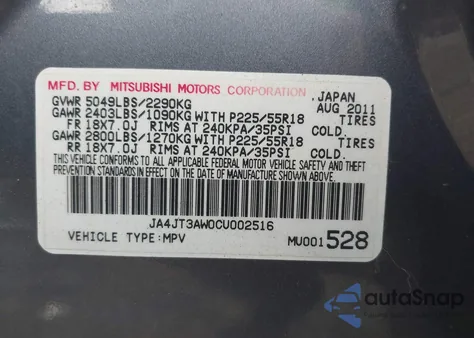 MFD. BY MITSUBISHI MOTORS CORPORATION, JAPAN
GVWR 5049LBS/2290KG AUG 2011
GAWR 2403LBS/1090KG WITH P225/55R18 TIRES
FR 18X7.0J RIMS AT 240KPA/35PSI COLD.
GAWR 2800LBS/1270KG WITH P225/55R18 TIRES
RR 18X7.0J RIMS AT 240KPA/35PSI COLD.
THIS VEHICLE CONFORMS TO ALL APPLICABLE FEDERAL MOTOR VEHICLE SAFETY AND THEFT
PREVENTION STANDARDS IN EFFECT ON THE DATE OF MANUFACTURE SHOWN ABOVE.
JA4JT3AW0CU002516
VEHICLE TYPE:MPV MU001528
autoSnap